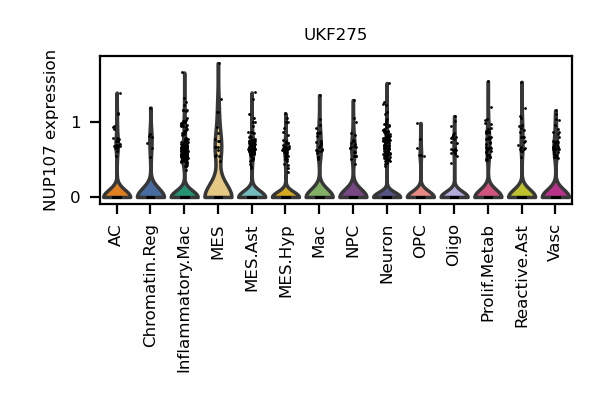 UKF275
NUP107 expression
1
0
AC
Chromatin.Reg
Inflammatory.Mac
MES
MES.Ast
MES.Hyp
Mac
NPC
Neuron
OPC
Oligo
Prolif.Metab
Reactive.Ast
Vasc